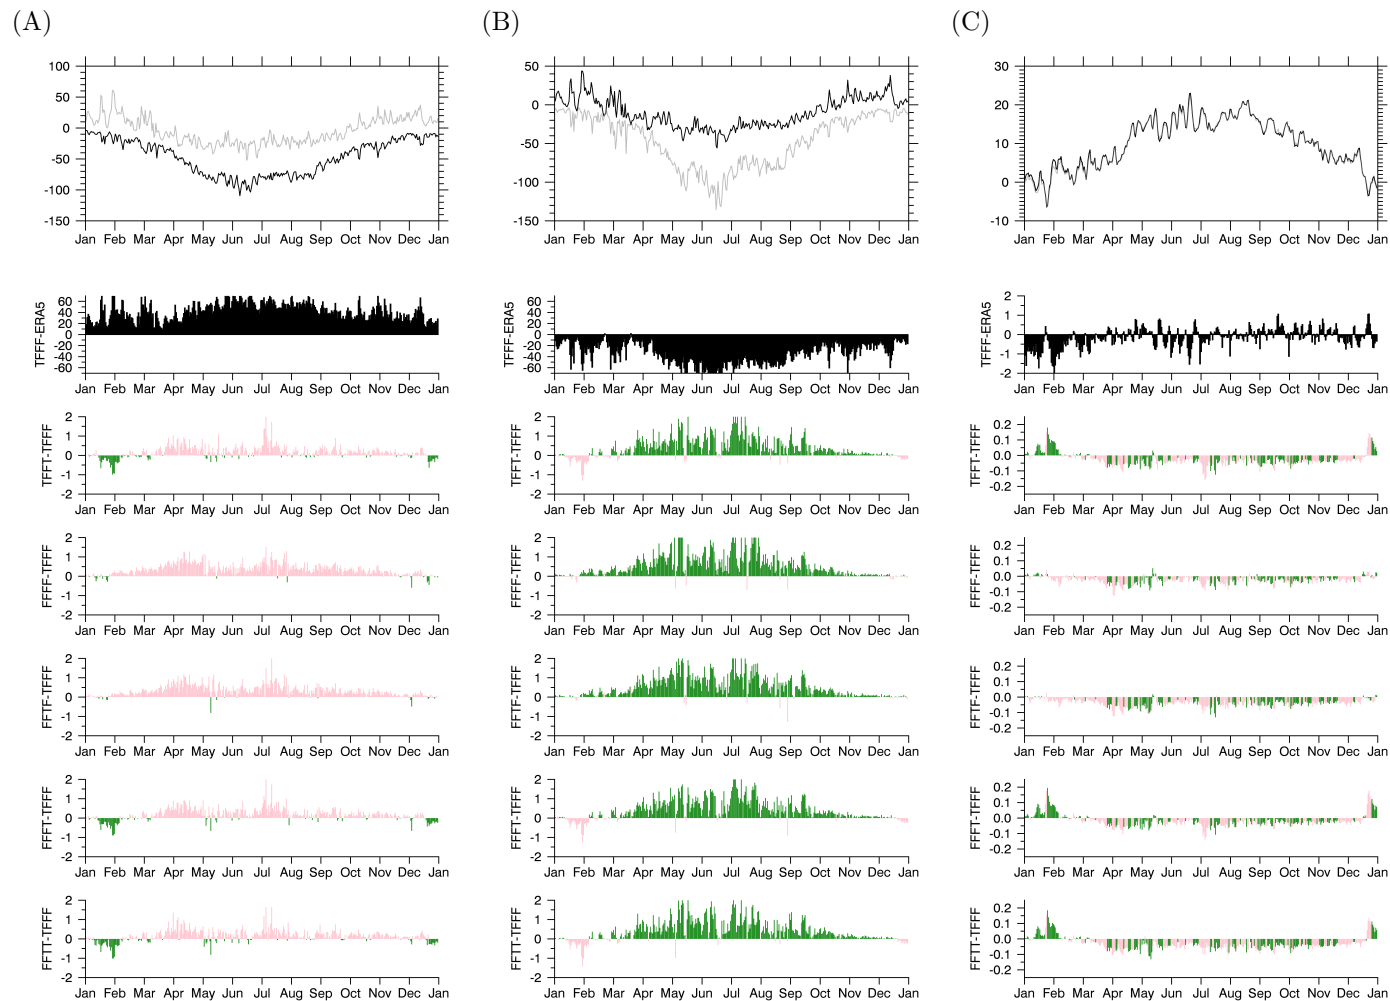 (A) (B) (C)
100 50 0 -50 -100 -150
Jan Feb Mar Apr May Jun Jul Aug Sep Oct Nov Dec Jan
50 0 -50 -100 -150
Jan Feb Mar Apr May Jun Jul Aug Sep Oct Nov Dec Jan
30 20 10 0 -10
Jan Feb Mar Apr May Jun Jul Aug Sep Oct Nov Dec Jan
TFFF-ERA5
60 40 20 0 -20 -40 -60
Jan Feb Mar Apr May Jun Jul Aug Sep Oct Nov Dec Jan
TFFF-ERA5
60 40 20 0 -20 -40 -60
Jan Feb Mar Apr May Jun Jul Aug Sep Oct Nov Dec Jan
TFFF-ERA5
2 1 0 -1 -2
Jan Feb Mar Apr May Jun Jul Aug Sep Oct Nov Dec Jan
TFFT-TFFF
2 1 0 -1 -2
Jan Feb Mar Apr May Jun Jul Aug Sep Oct Nov Dec Jan
TFFT-TFFF
2 1 0 -1 -2
Jan Feb Mar Apr May Jun Jul Aug Sep Oct Nov Dec Jan
TFFT-TFFF
0.2 0.1 0.0 -0.1 -0.2
Jan Feb Mar Apr May Jun Jul Aug Sep Oct Nov Dec Jan
FFFF-TFFF
2 1 0 -1 -2
Jan Feb Mar Apr May Jun Jul Aug Sep Oct Nov Dec Jan
FFFF-TFFF
2 1 0 -1 -2
Jan Feb Mar Apr May Jun Jul Aug Sep Oct Nov Dec Jan
FFFF-TFFF
0.2 0.1 0.0 -0.1 -0.2
Jan Feb Mar Apr May Jun Jul Aug Sep Oct Nov Dec Jan
FFTF-TFFF
2 1 0 -1 -2
Jan Feb Mar Apr May Jun Jul Aug Sep Oct Nov Dec Jan
FFTF-TFFF
2 1 0 -1 -2
Jan Feb Mar Apr May Jun Jul Aug Sep Oct Nov Dec Jan
FFTF-TFFF
0.2 0.1 0.0 -0.1 -0.2
Jan Feb Mar Apr May Jun Jul Aug Sep Oct Nov Dec Jan
FFFT-TFFF
2 1 0 -1 -2
Jan Feb Mar Apr May Jun Jul Aug Sep Oct Nov Dec Jan
FFFT-TFFF
2 1 0 -1 -2
Jan Feb Mar Apr May Jun Jul Aug Sep Oct Nov Dec Jan
FFFT-TFFF
0.2 0.1 0.0 -0.1 -0.2
Jan Feb Mar Apr May Jun Jul Aug Sep Oct Nov Dec Jan
FFTT-TFFF
2 1 0 -1 -2
Jan Feb Mar Apr May Jun Jul Aug Sep Oct Nov Dec Jan
FFTT-TFFF
2 1 0 -1 -2
Jan Feb Mar Apr May Jun Jul Aug Sep Oct Nov Dec Jan
FFTT-TFFF
0.2 0.1 0.0 -0.1 -0.2
Jan Feb Mar Apr May Jun Jul Aug Sep Oct Nov Dec Jan